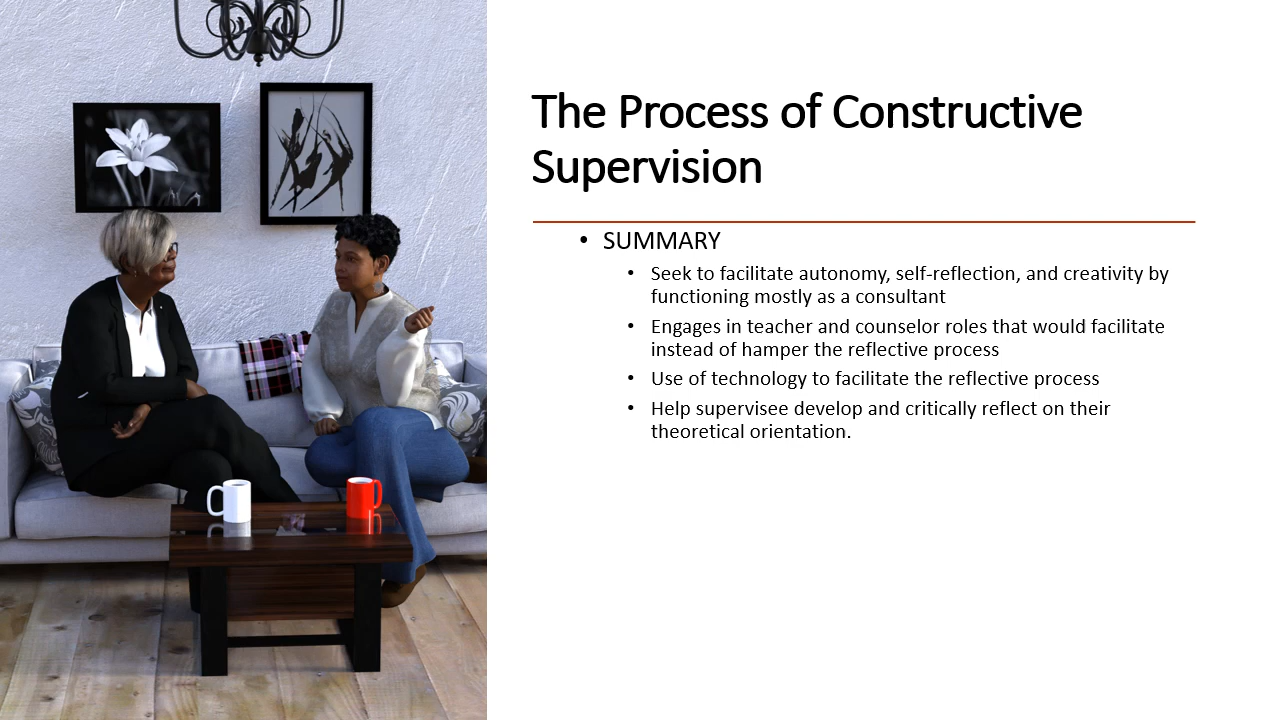 The Process of Constructive
Supervision
• SUMMARY
• Seek to facilitate autonomy, self-reflection, and creativity by
functioning mostly as a consultant
• Engages in teacher and counselor roles that would facilitate
instead of hamper the reflective process
• Use of technology to facilitate the reflective process
• Help supervisee develop and critically reflect on their
theoretical orientation.